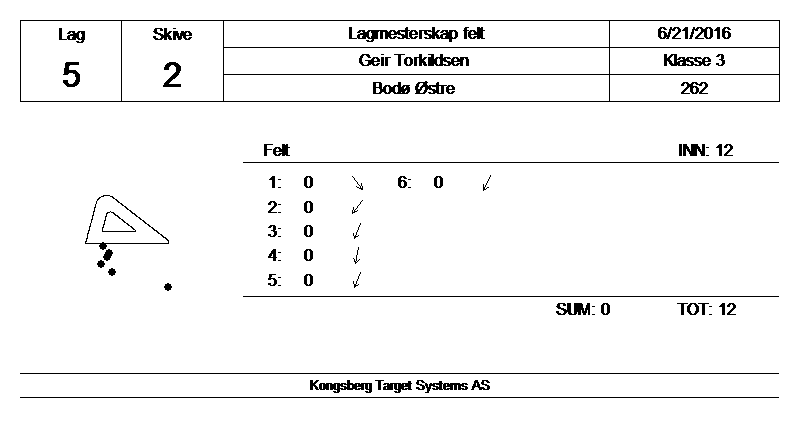 Lag Skive Lagmesterskap felt 6/21/2016
5 2 Geir Torkildsen Klasse 3
Bodø Østre 262
Felt INN: 12
1: 0 6: 0
2: 0
3: 0
4: 0
5: 0
SUM: 0 TOT: 12
Kongsberg Target Systems AS